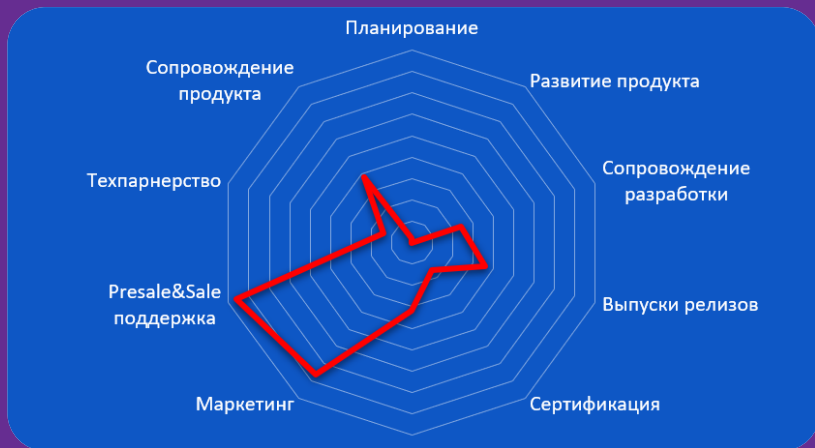 Планирование
Развитие продукта
Сопровождение
разработки
Выпуски релизов
Сертификация
Маркетинг
Presale&Sale
поддержка
Техпарнерство
Сопровождение
продукта